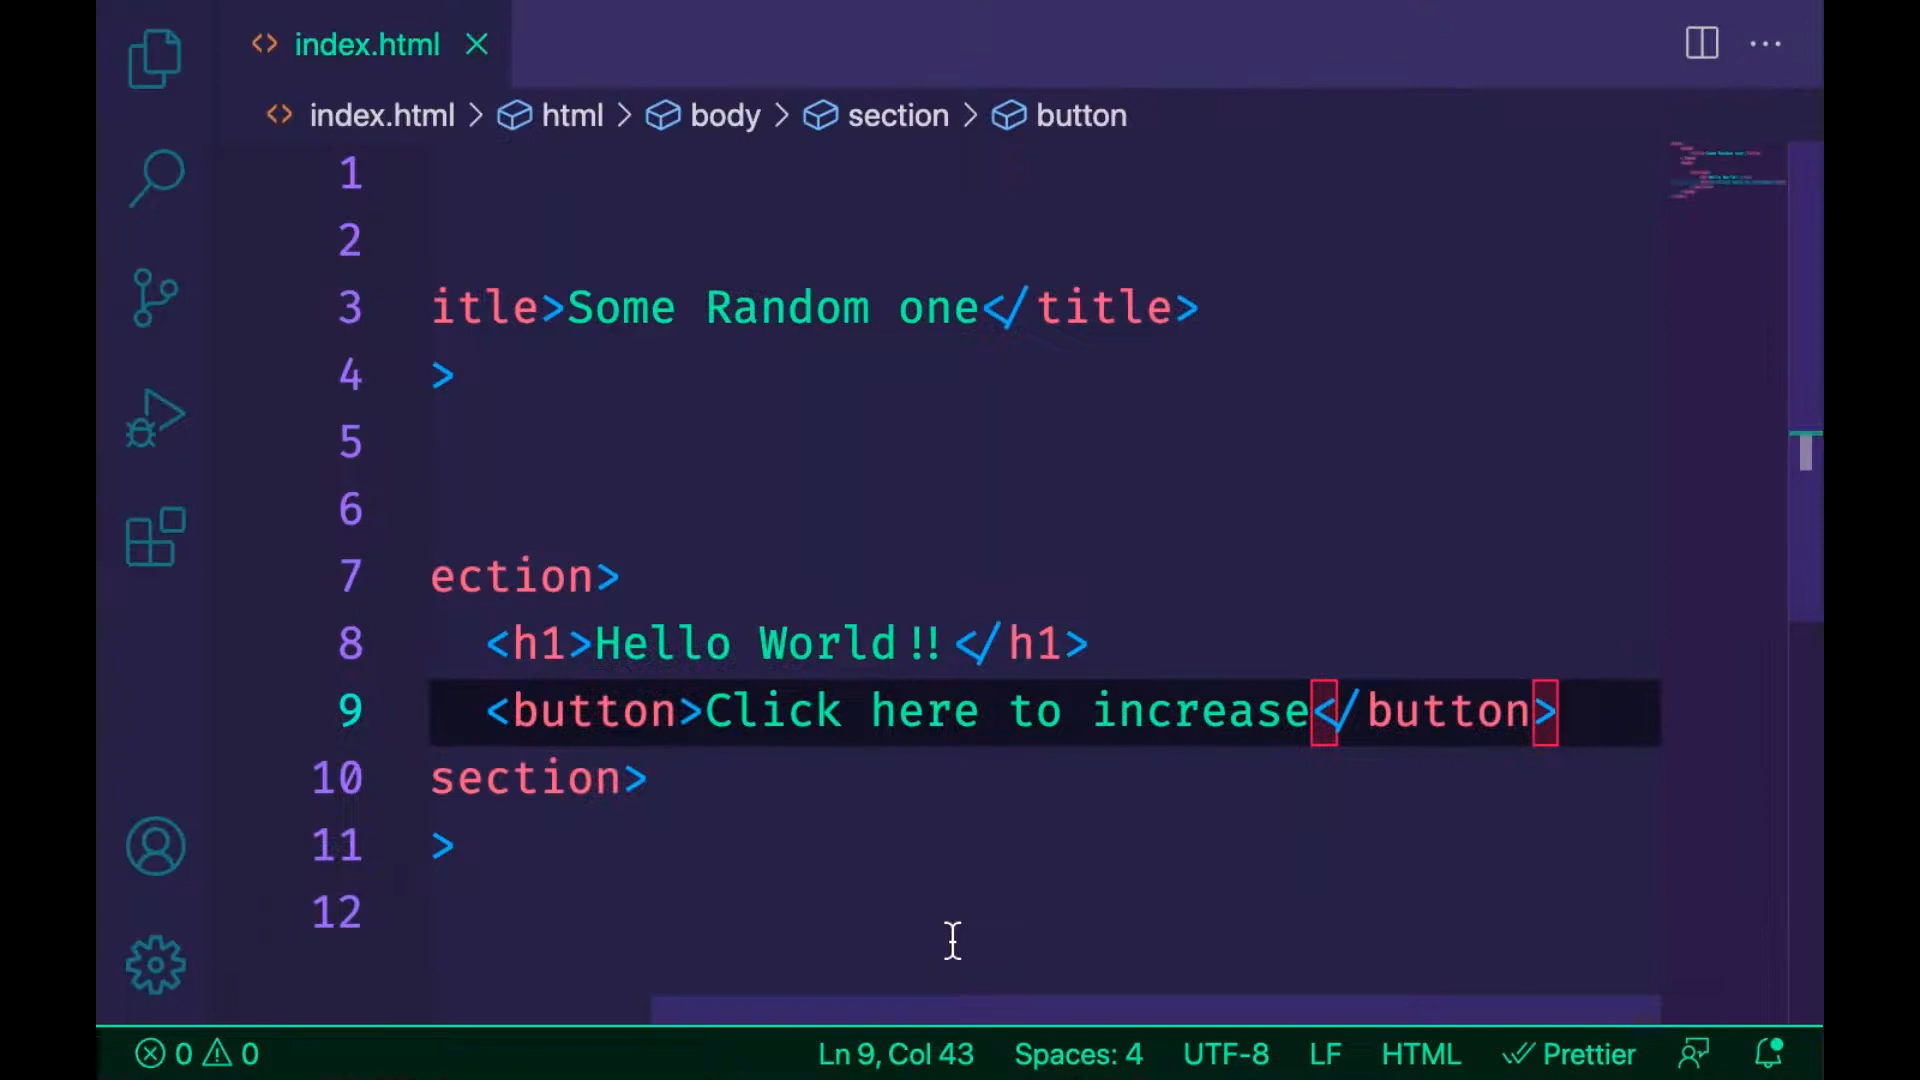 <> index.html ×
<> index.html > html > body > section > button
1
2
3 itle>Some Random one</title>
4 >
5
6
7 ection>
8 <h1>Hello World!!</h1>
9 <button>Click here to increase</button>
10 section>
11 >
12
0 0 Ln 9, Col 43 Spaces: 4 UTF-8 LF HTML Prettier